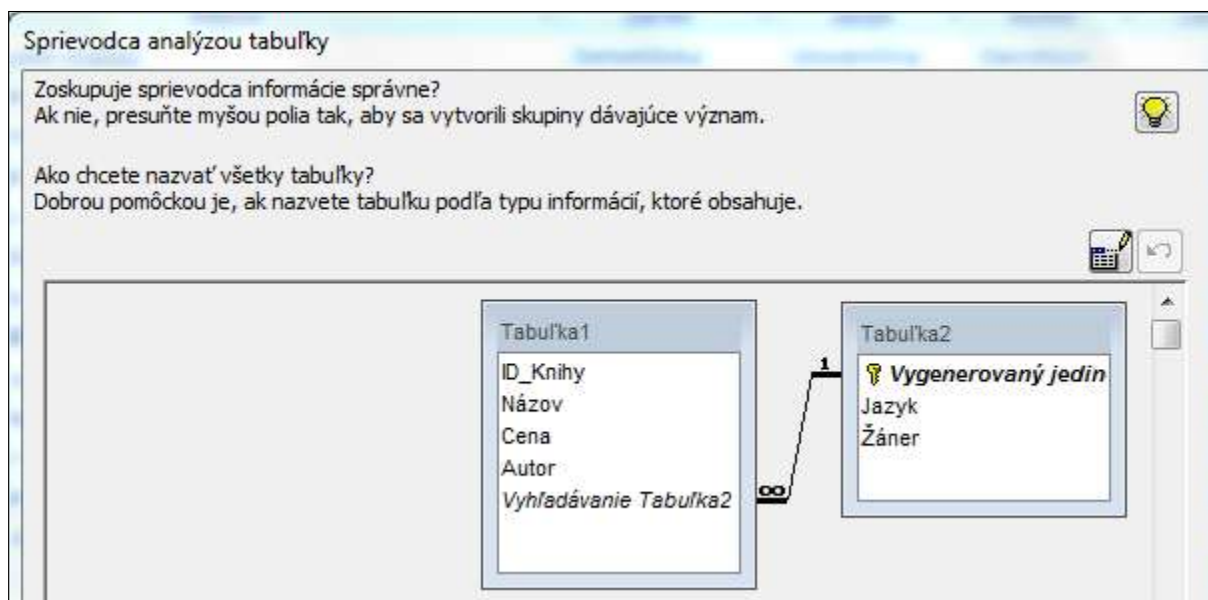 Sprievodca analýzou tabuľky
Zoskupuje sprievodca informácie správne?
Ak nie, presuňte myšou polia tak, aby sa vytvorili skupiny dávajúce význam.
Ako chcete nazvať všetky tabuľky?
Dobrou pomôckou je, ak nazvete tabuľku podľa typu informácií, ktoré obsahuje.
Tabuľka1
ID_Knihy
Názov
Cena
Autor
Vyhľadávanie Tabuľka2
1
∞
Tabuľka2
Vygenerovaný jedin
Jazyk
Žáner